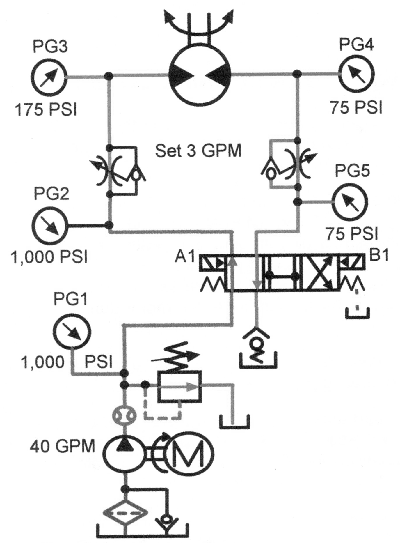 PG3
175 PSI
PG4
75 PSI
Set 3 GPM
PG2
1,000 PSI
PG5
75 PSI
A1
B1
PG1
1,000 PSI
40 GPM
M